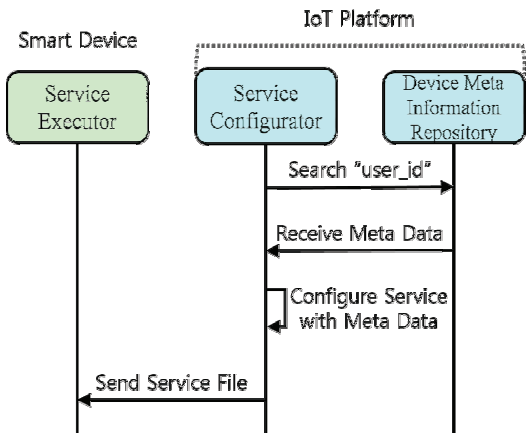 IoT Platform
Smart Device
Service
Executor
Service
Configurator
Device Meta
Information
Repository
Search "user_id"
Receive Meta Data
Configure Service
with Meta Data
Send Service File